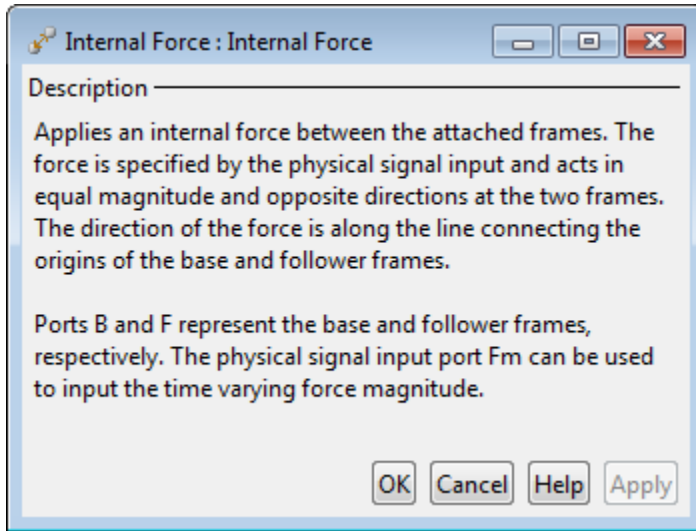 Internal Force : Internal Force
Description
Applies an internal force between the attached frames. The
force is specified by the physical signal input and acts in
equal magnitude and opposite directions at the two frames.
The direction of the force is along the line connecting the
origins of the base and follower frames.
Ports B and F represent the base and follower frames,
respectively. The physical signal input port Fm can be used
to input the time varying force magnitude.
OK Cancel Help Apply